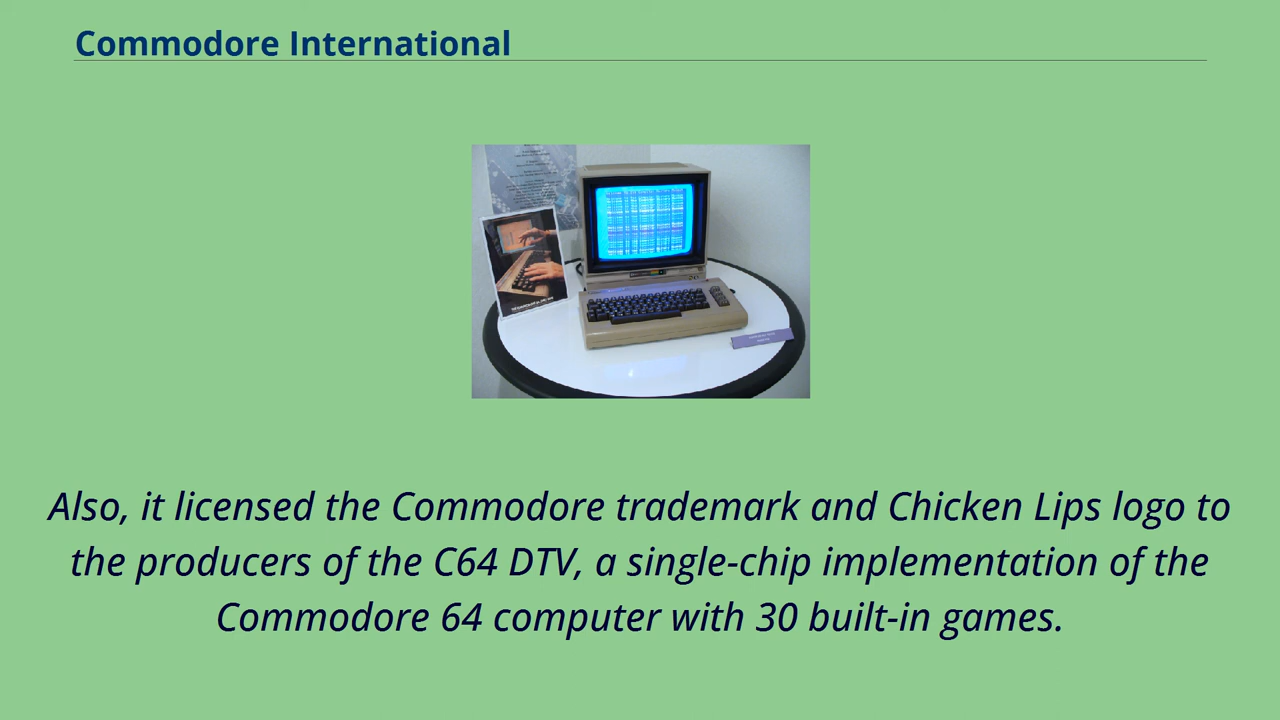 Commodore International
Also, it licensed the Commodore trademark and Chicken Lips logo to
the producers of the C64 DTV, a single-chip implementation of the
Commodore 64 computer with 30 built-in games.